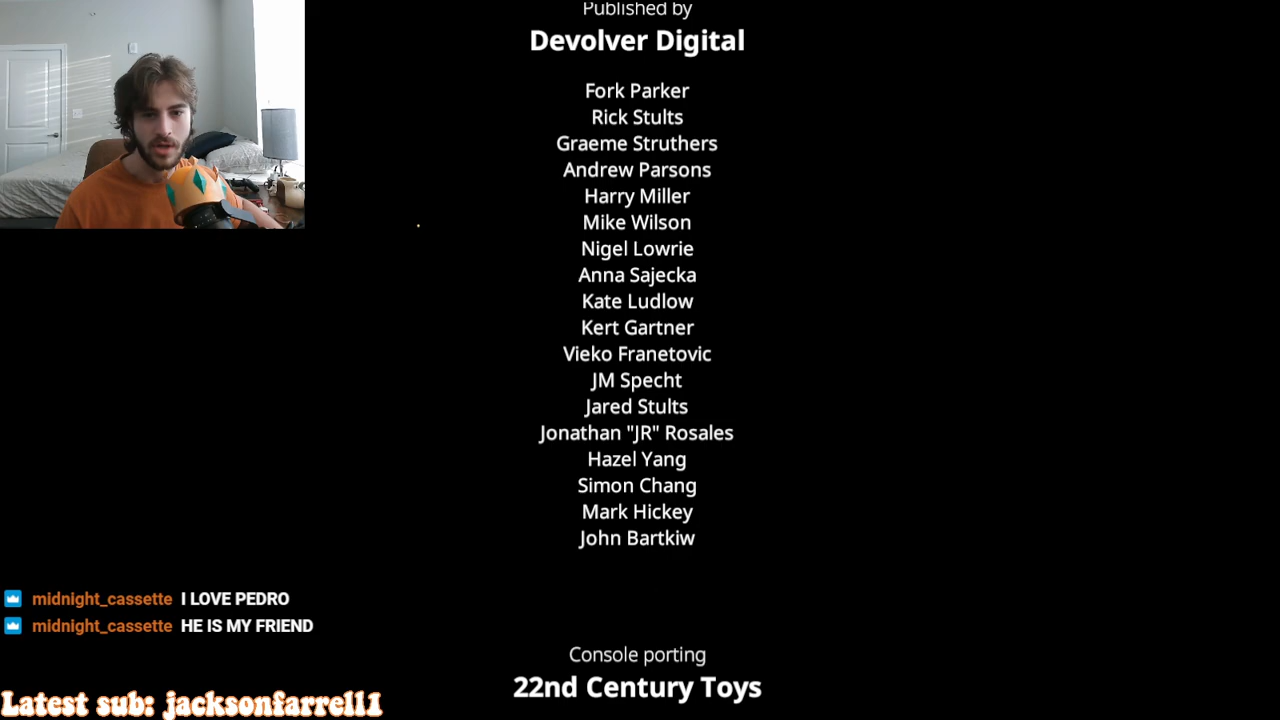 Published by
Devolver Digital
Fork Parker
Rick Stults
Graeme Struthers
Andrew Parsons
Harry Miller
Mike Wilson
Nigel Lowrie
Anna Sajecka
Kate Ludlow
Kert Gartner
Vieko Franetovic
JM Specht
Jared Stults
Jonathan "JR" Rosales
Hazel Yang
Simon Chang
Mark Hickey
John Bartkiw
midnight_cassette I LOVE PEDRO
midnight_cassette HE IS MY FRIEND
Console porting
22nd Century Toys
Latest sub: jacksonfarrell1